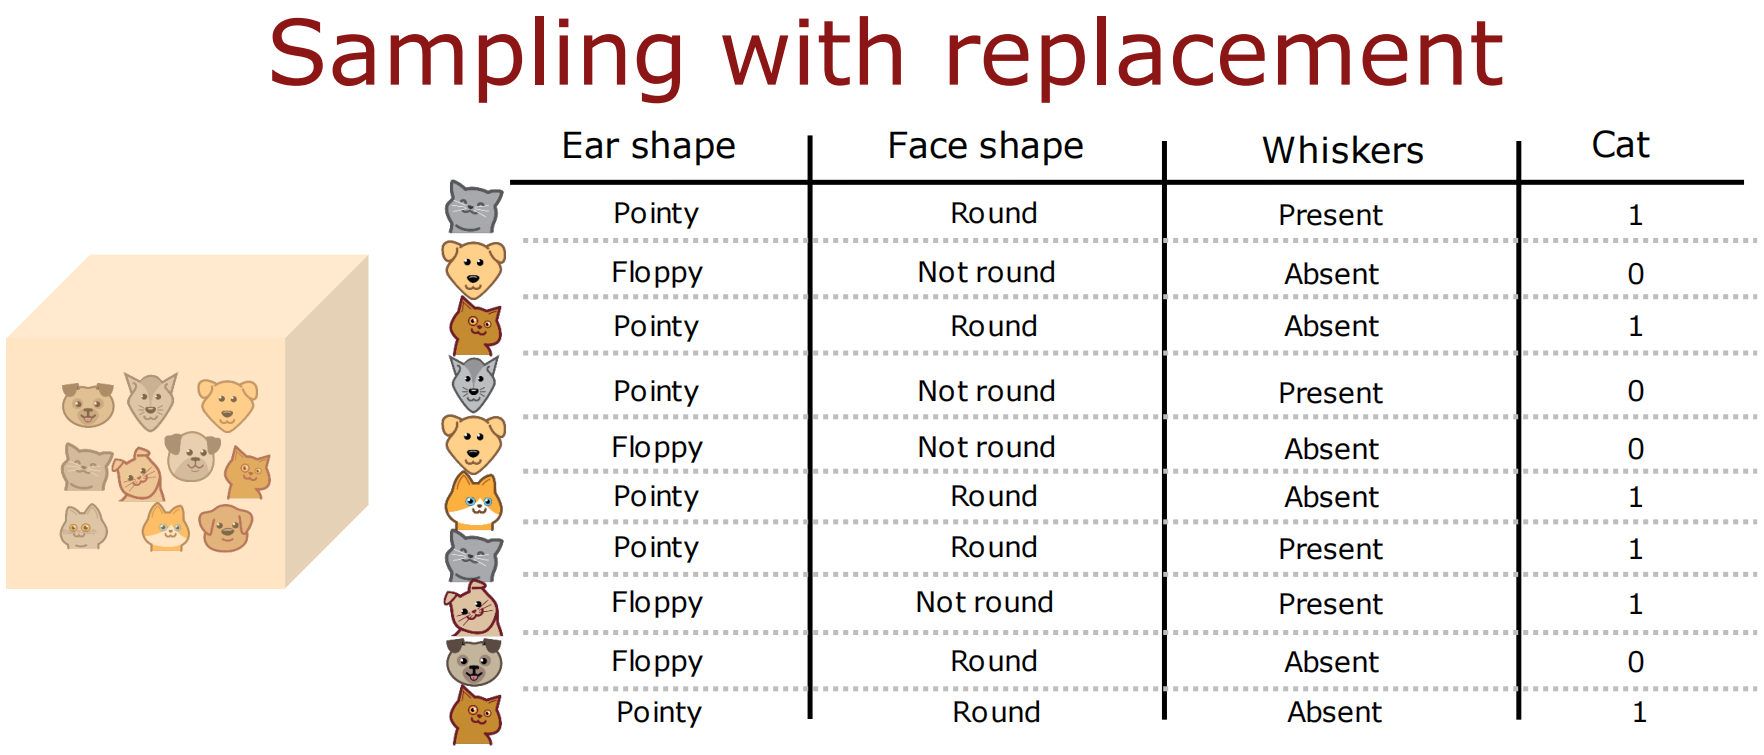 Sampling with replacement
Ear shape Face shape Whiskers Cat
Pointy Round Present 1
Floppy Not round Absent 0
Pointy Round Absent 1
Pointy Not round Present 0
Floppy Not round Absent 0
Pointy Round Absent 1
Pointy Round Present 1
Floppy Not round Present 1
Floppy Round Absent 0
Pointy Round Absent 1